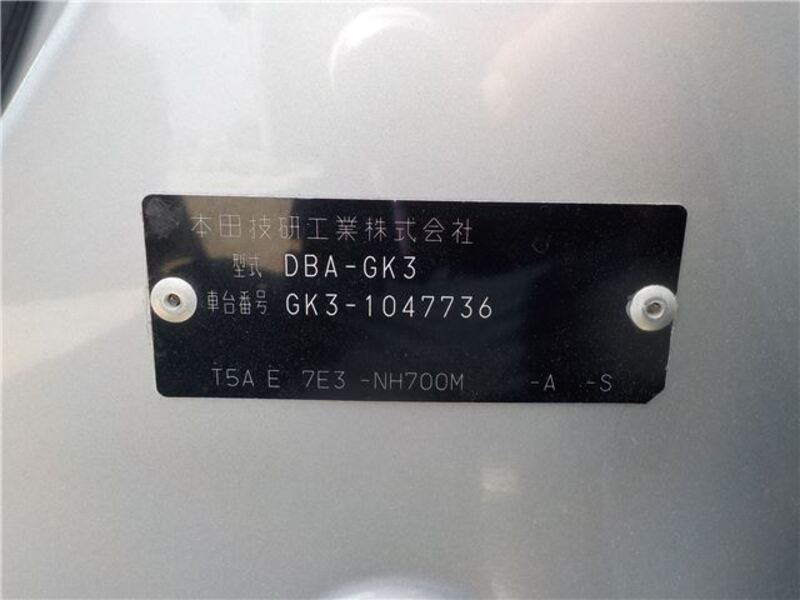 本田技研工業株式会社
型式 DBA-GK3
車台番号 GK3-1047736
T5A E 7E3 -NH700M -A -S